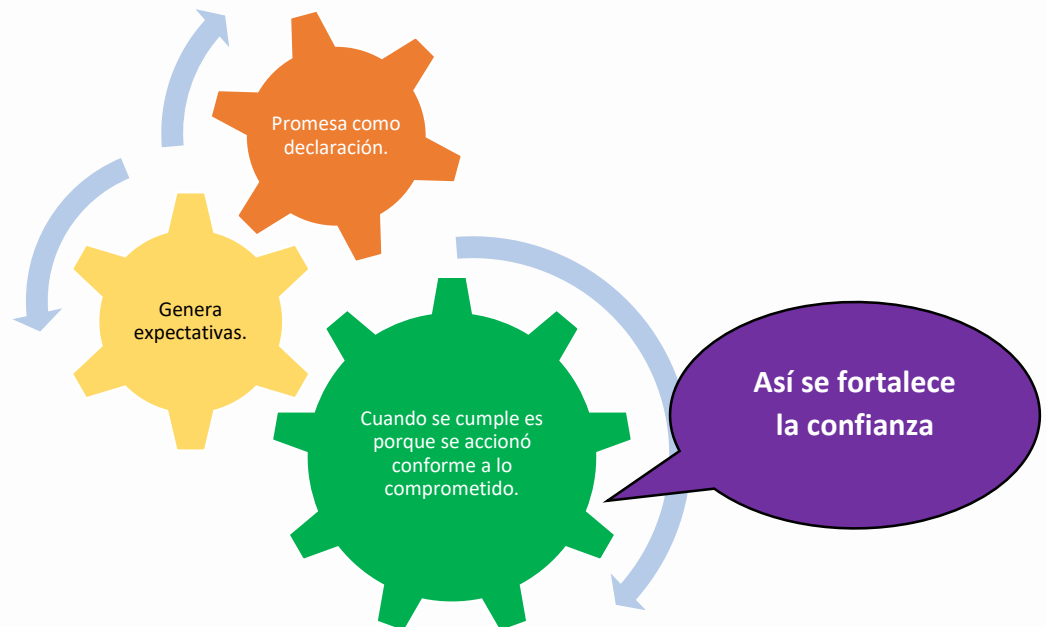 Promesa como
declaración.
Genera
expectativas.
Cuando se cumple es
porque se accionó
conforme a lo
comprometido.
Así se fortalece
la confianza